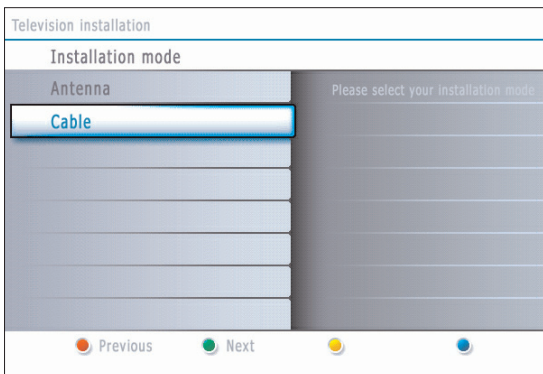 Television installation
Installation mode
Antenna
Please select your installation mode
Cable
Previous Next